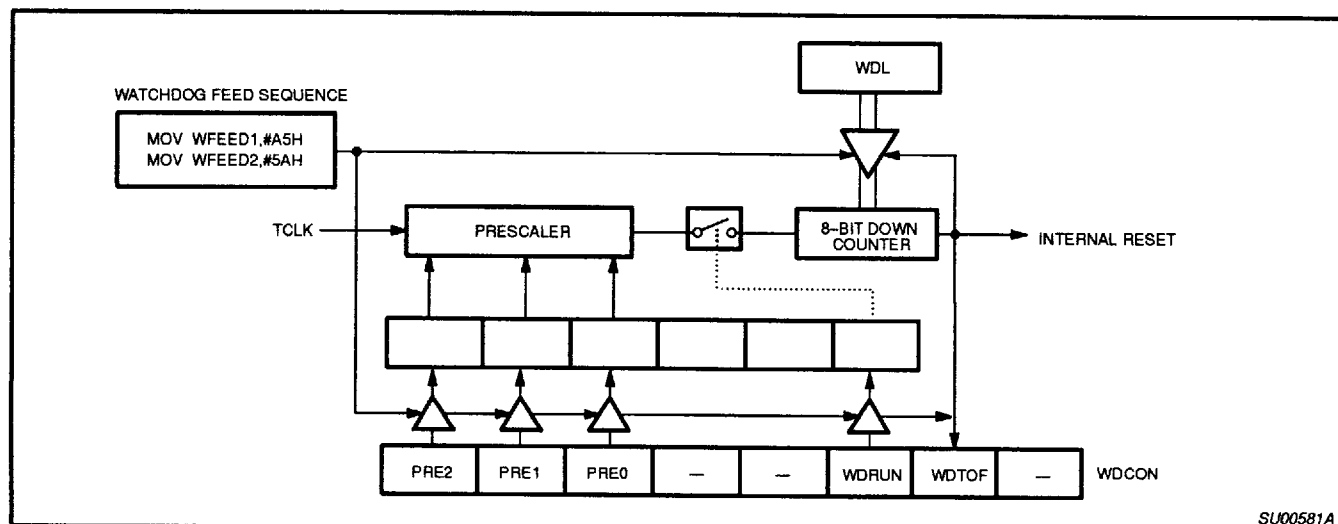 WDL
WATCHDOG FEED SEQUENCE
MOV WFEED1,#A5H
MOV WFEED2,#5AH
TCLK
PRESCALER
8–BIT DOWN
COUNTER
INTERNAL RESET
PRE2 PRE1 PRE0 — — WDRUN WDTOF — WDCON
SU00581A